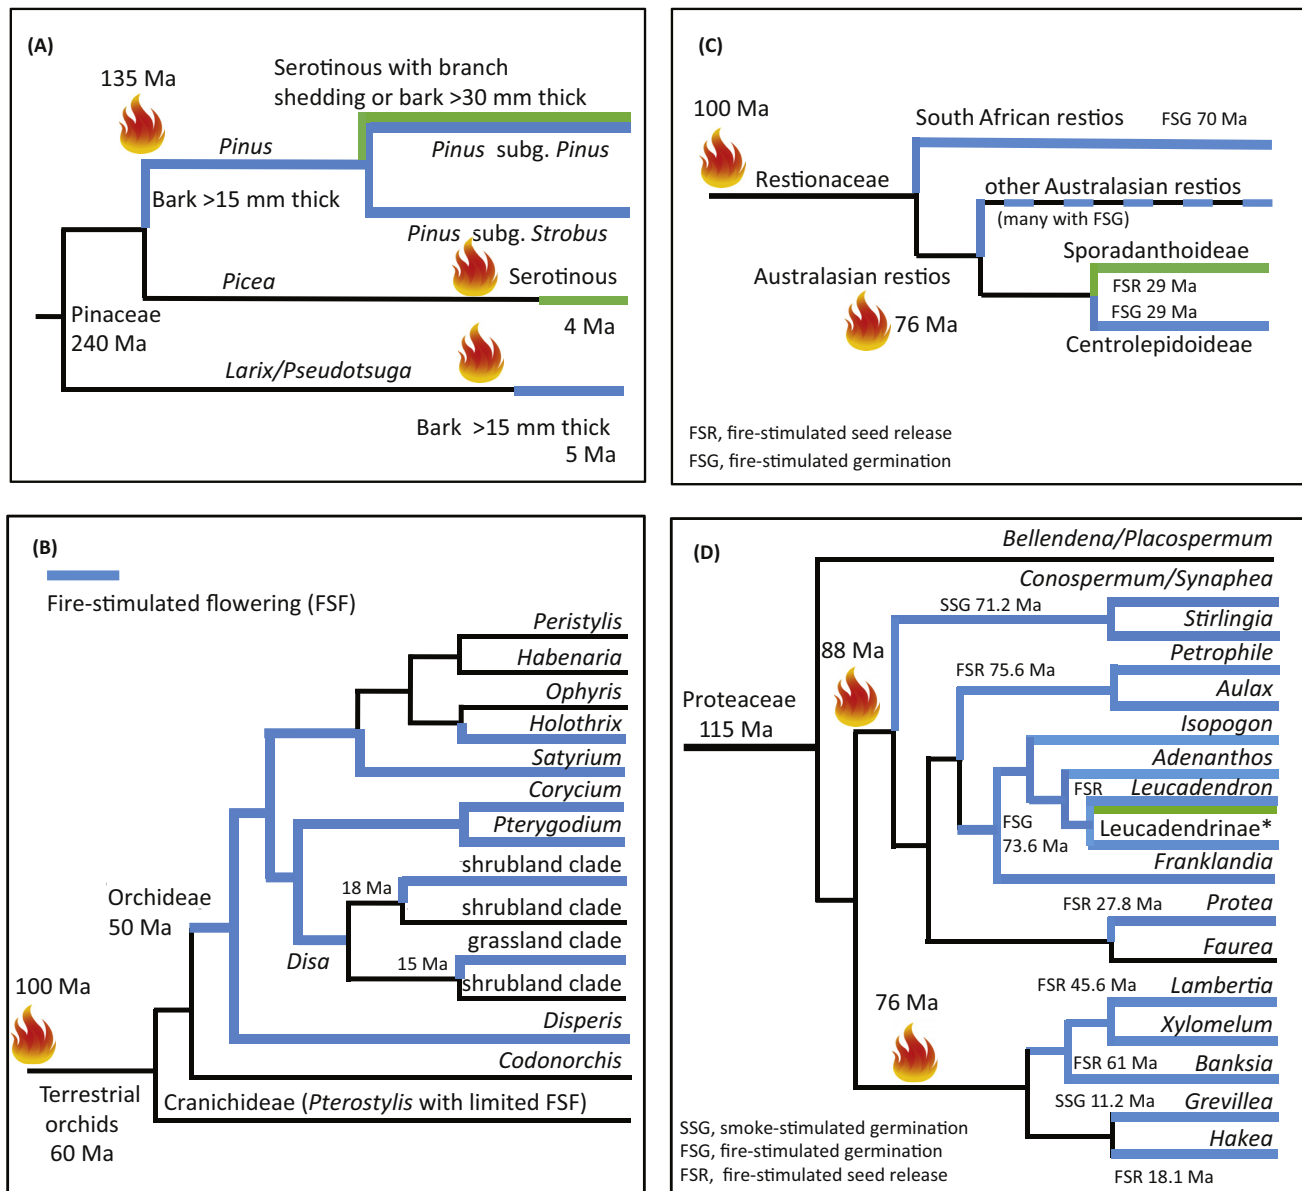 (A)
135 Ma
Serotinous with branch
shedding or bark >30 mm thick
Pinus
Pinus subg. Pinus
Bark >15 mm thick
Pinus subg. Strobus
Picea
Serotinous
Pinaceae
240 Ma
4 Ma
Larix/Pseudotsuga
Bark >15 mm thick
5 Ma
(C)
100 Ma
South African restios
FSG 70 Ma
Restionaceae
other Australasian restios
(many with FSG)
Sporadanthoideae
Australasian restios
FSR 29 Ma
76 Ma
FSG 29 Ma
Centrolepidoideae
FSR, fire-stimulated seed release
FSG, fire-stimulated germination
(B)
Fire-stimulated flowering (FSF)
Peristylis
Habenaria
Ophyris
Holothrix
Satyrium
Corycium
Pterygodium
shrubland clade
18 Ma
Orchideae
50 Ma
shrubland clade
grassland clade
Disa
15 Ma
shrubland clade
100 Ma
Disperis
Codonorchis
Terrestrial
orchids
60 Ma
Cranichideae (Pterostylis with limited FSF)
(D)
Bellendena/Placospermum
Conospermum/Synaphea
SSG 71.2 Ma
Stirlingia
88 Ma
Petrophile
FSR 75.6 Ma
Aulax
Proteaceae
115 Ma
Isopogon
Adenanthos
FSR
Leucadendron
FSG
73.6 Ma
Leucadendrinae*
Franklandia
FSR 27.8 Ma
Protea
Faurea
76 Ma
FSR 45.6 Ma
Lambertia
Xylomelum
FSR 61 Ma
Banksia
SSG 11.2 Ma
Grevillea
Hakea
FSR 18.1 Ma
SSG, smoke-stimulated germination
FSG, fire-stimulated germination
FSR, fire-stimulated seed release